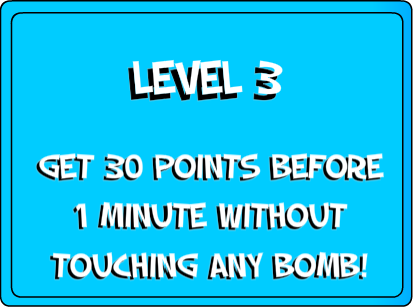 LEVEL 3
GET 30 POINTS BEFORE
1 MINUTE WITHOUT
TOUCHING ANY BOMB!